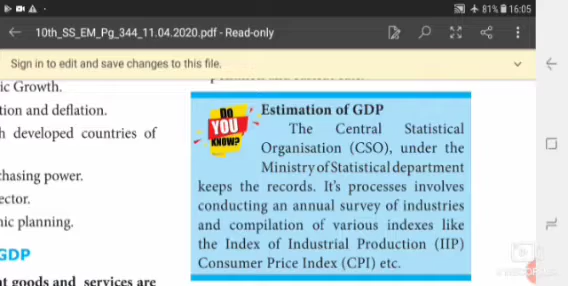 81% 16:05
← 10th_SS_EM_Pg_344_11.04.2020.pdf - Read-only
Sign in to edit and save changes to this file.
ic Growth.
tion and deflation.
h developed countries of
hasing power.
ector.
nic planning.
GDP
nt goods and services are
DO
YOU
KNOW?
Estimation of GDP
The Central Statistical
Organisation (CSO), under the
Ministry of Statistical department
keeps the records. It's processes involves
conducting an annual survey of industries
and compilation of various indexes like
the Index of Industrial Production (IIP)
Consumer Price Index (CPI) etc.